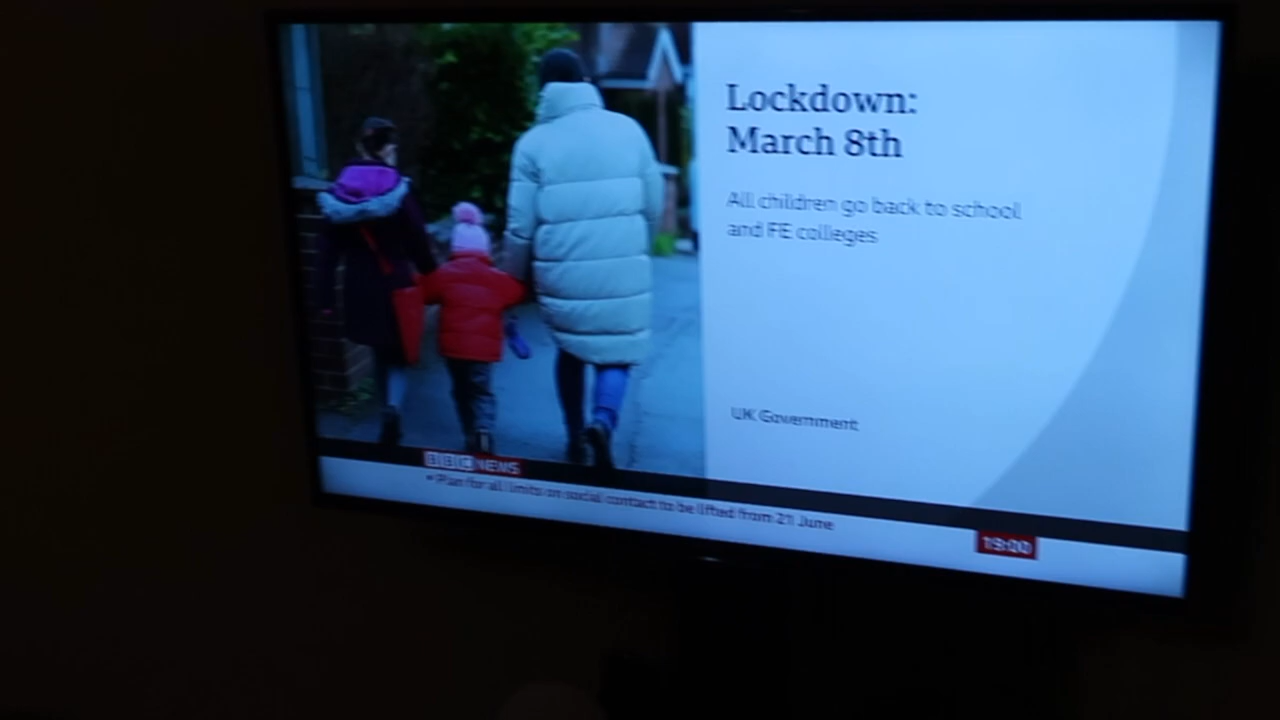 Lockdown:
March 8th
All children go back to school
and FE colleges
UK Government
BBC NEWS
• Plan for all limits on social contact to be lifted from 21 June
19:00